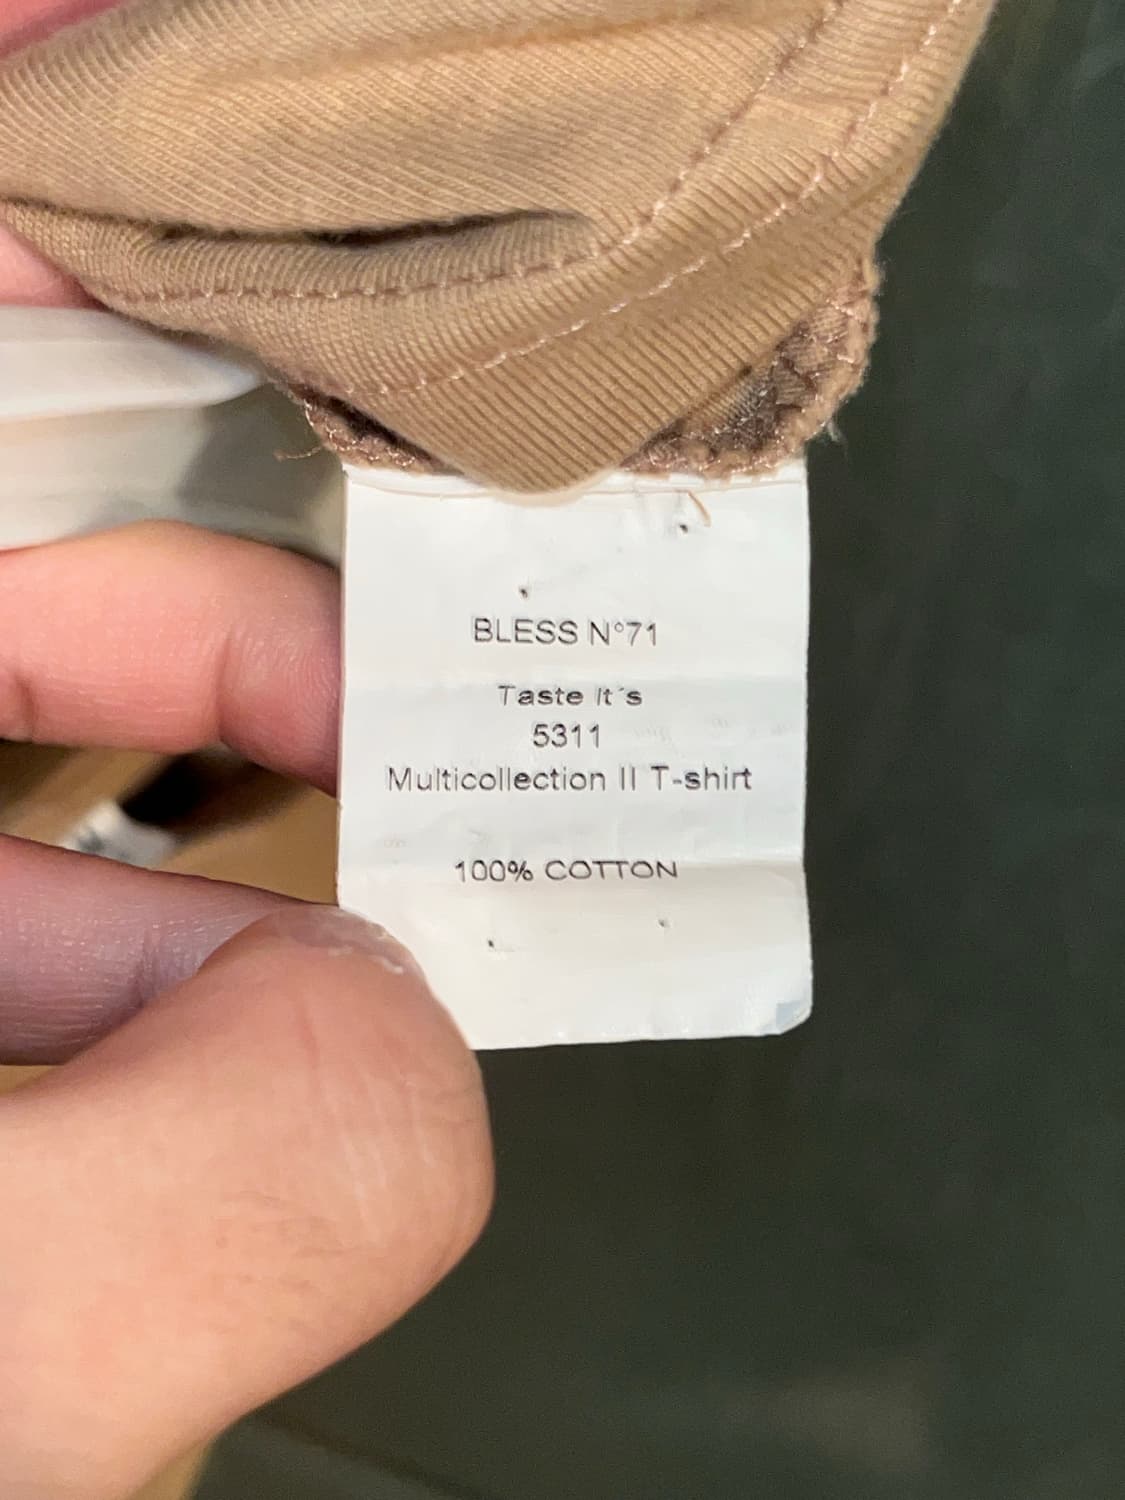 BLESS N°71
Taste It´s
5311
Multicollection II T-shirt
100% COTTON